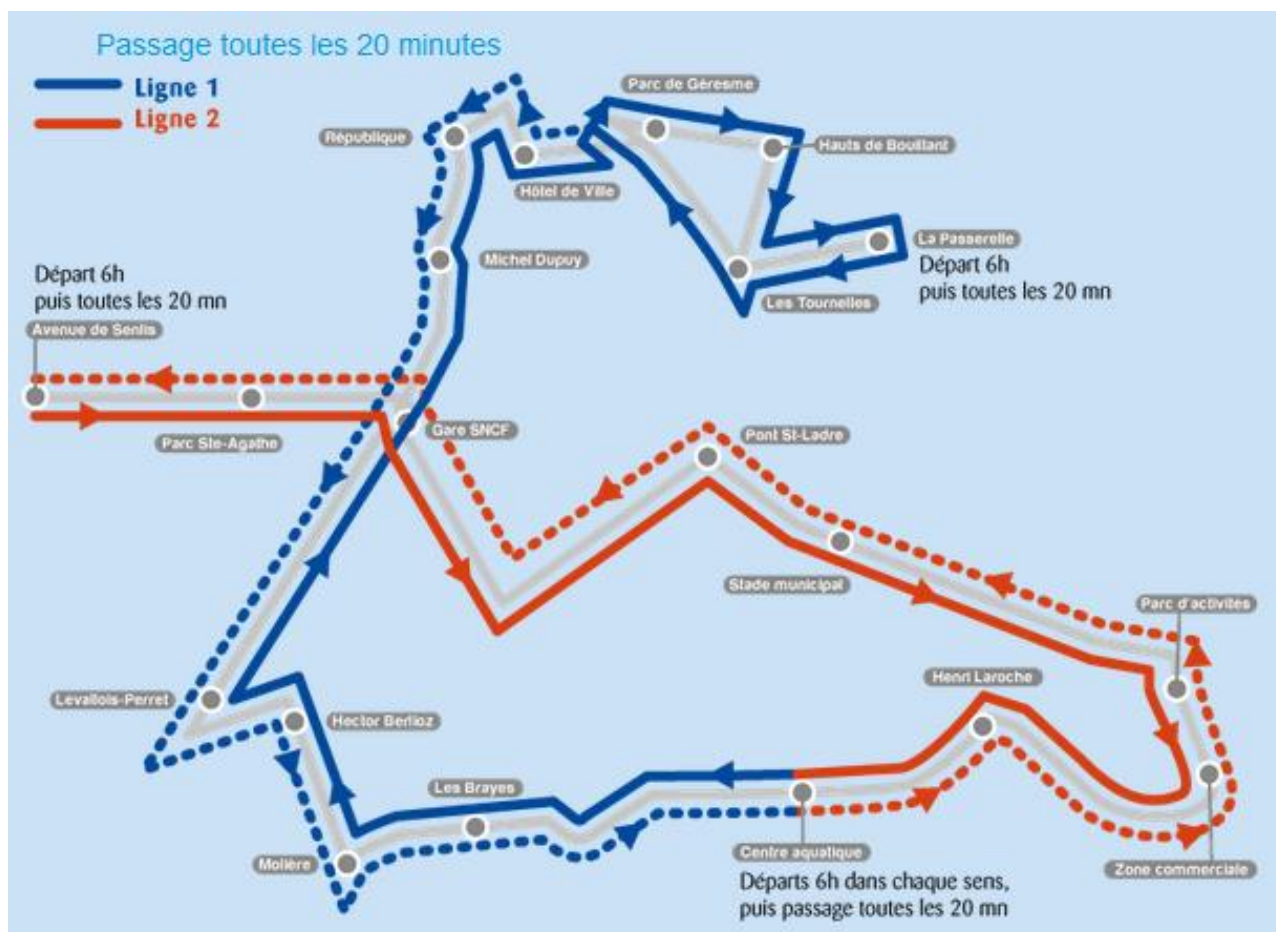 Passage toutes les 20 minutes
Ligne 1
Ligne 2
Parc de Géresme
République
Hauts de Bouillant
Hôtel de Ville
La Passerelle
Départ 6h
puis toutes les 20 mn
Michel Dupuy
Les Tournelles
Départ 6h
puis toutes les 20 mn
Avenue de Senlis
Parc Ste-Agathe
Gare SNCF
Pont St-Ladre
Stade municipal
Parc d'activités
Henri Laroche
Levallois-Perret
Hector Berlioz
Les Brayes
Molière
Centre aquatique
Départs 6h dans chaque sens,
puis passage toutes les 20 mn
Zone commerciale